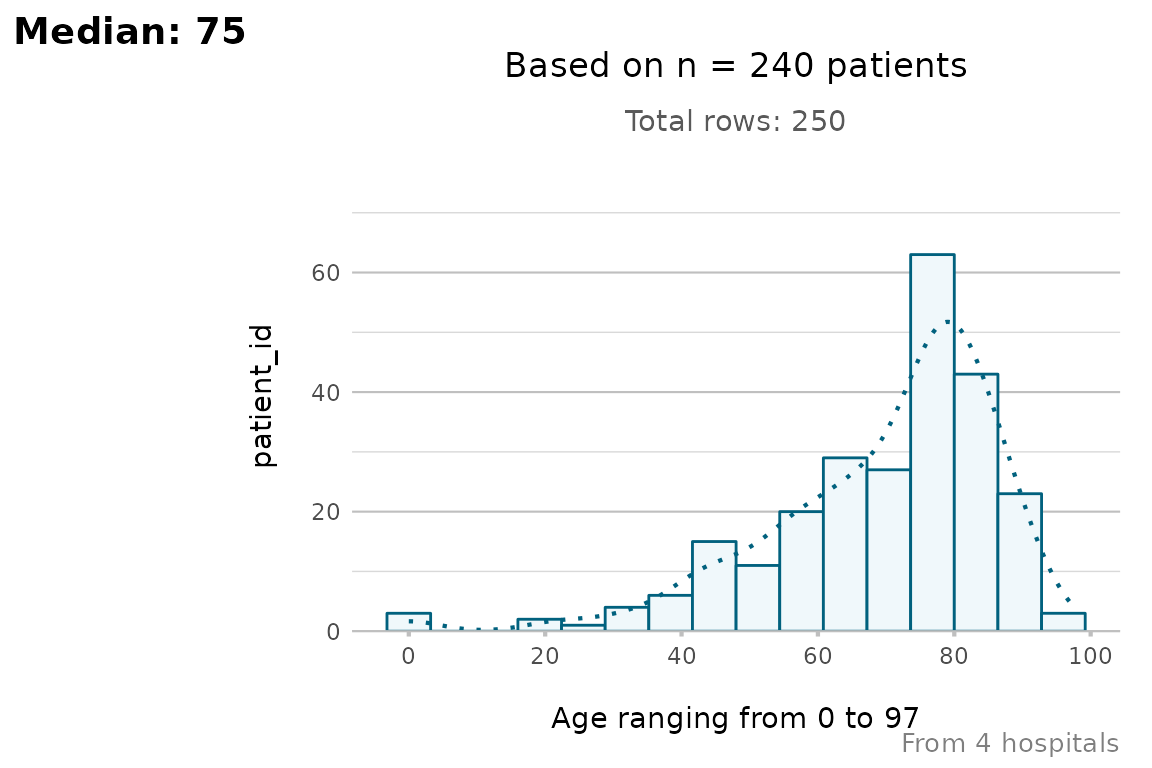 Median: 75
Based on n = 240 patients
Total rows: 250
60
40
20
0
patient_id
0 20 40 60 80 100
Age ranging from 0 to 97
From 4 hospitals